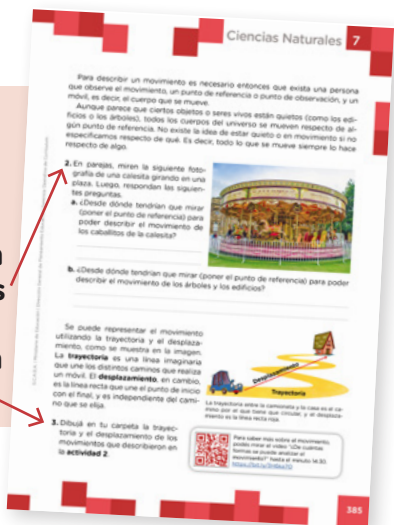 Ciencias Naturales 7
Para describir un movimiento es necesario entonces que exista una persona
que observe el movimiento, un punto de referencia o punto de observación, y un
móvil, es decir, el cuerpo que se mueve.
Aunque parece que ciertos objetos o seres vivos están quietos (como los edi-
ficios o los árboles), todos los cuerpos del universo se mueven respecto de al-
gún punto de referencia. No existe la idea de estar quieto o en movimiento si no
especificamos respecto de qué. Es decir, todo lo que se mueve siempre lo hace
respecto de algo.
2. En parejas, miren la siguiente foto-
grafía de una calesita girando en una
plaza. Luego, respondan las siguien-
tes preguntas.
a. ¿Desde dónde tendrían que mirar
(poner el punto de referencia) para
poder describir el movimiento de
los caballitos de la calesita?
b. ¿Desde dónde tendrían que mirar (poner el punto de referencia) para poder
describir el movimiento de los árboles y los edificios?
Se puede representar el movimiento
utilizando la trayectoria y el desplaza-
miento, como se muestra en la imagen.
La trayectoria es una línea imaginaria
que une los distintos caminos que realiza
un móvil. El desplazamiento, en cambio,
es la línea recta que une el punto de inicio
con el final, y es independiente del cami-
no que se elija.
Desplazamiento
Trayectoria
La trayectoria entre la camioneta y la casa es el ca-
mino por el que tiene que circular, y el desplaza-
miento es la línea recta roja.
3. Dibujá en tu carpeta la trayec-
toria y el desplazamiento de los
movimientos que describieron en
la actividad 2.
Para saber más sobre el movimiento,
podés mirar el video "¿De cuántas
formas se puede analizar el
movimiento?" hasta el minuto 14:30.
385